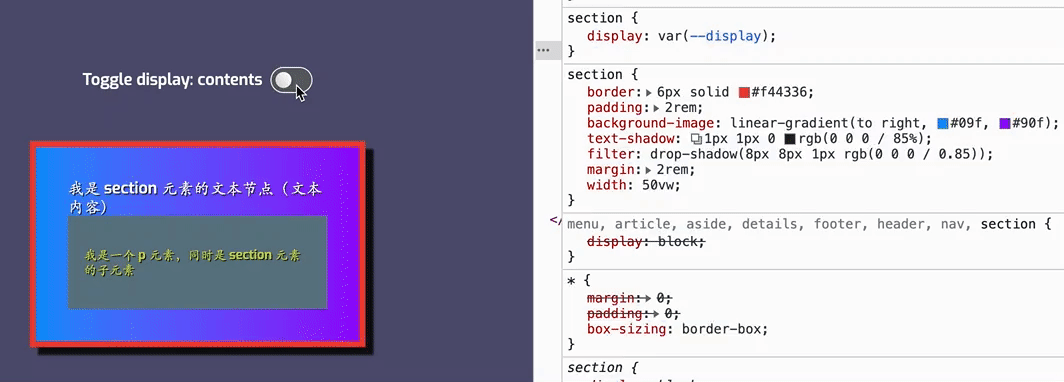 Toggle display: contents
我是 section 元素的文本节点（文本
内容）
我是一个 p 元素，同时是 section 元素
的子元素
section {
display: var(--display);
}
section {
border: 6px solid #f44336;
padding: 2rem;
background-image: linear-gradient(to right, #09f, #90f);
text-shadow: 1px 1px 0 rgb(0 0 0 / 85%);
filter: drop-shadow(8px 8px 1px rgb(0 0 0 / 0.85));
margin: 2rem;
width: 50vw;
}
</
menu, article, aside, details, footer, header, nav, section {
display: block;
}
* {
margin: 0;
padding: 0;
box-sizing: border-box;
}
section {